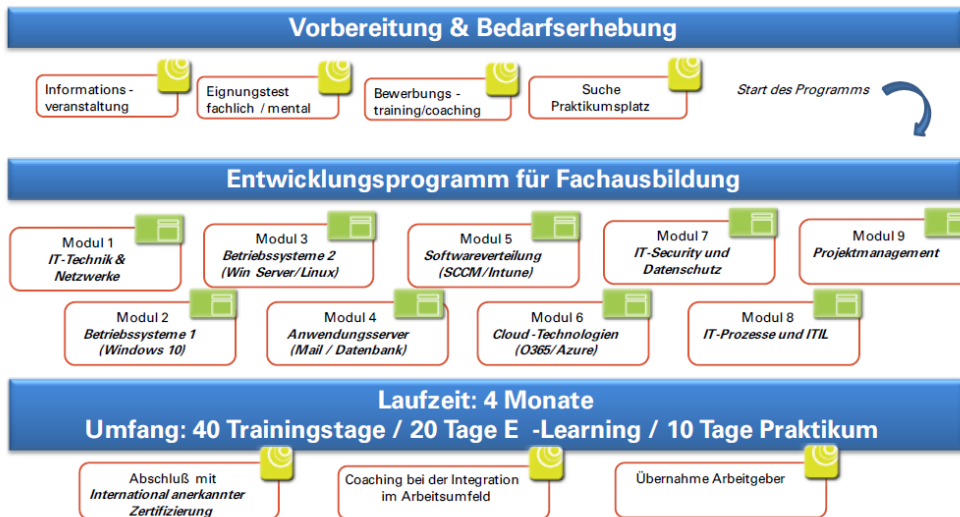 Vorbereitung & Bedarfserhebung
Informations -
veranstaltung
Eignungstest
fachlich / mental
Bewerbungs -
training/coaching
Suche
Praktikumsplatz
Start des Programms
Entwicklungsprogramm für Fachausbildung
Modul 1
IT-Technik &
Netzwerke
Modul 2
Betriebssysteme 1
(Windows 10)
Modul 3
Betriebssysteme 2
(Win Server/Linux)
Modul 4
Anwendungsserver
(Mail / Datenbank)
Modul 5
Softwareverteilung
(SCCM/Intune)
Modul 6
Cloud -Technologien
(O365/Azure)
Modul 7
IT-Security und
Datenschutz
Modul 8
IT-Prozesse und ITIL
Modul 9
Projektmanagement
Laufzeit: 4 Monate
Umfang: 40 Trainingstage / 20 Tage E -Learning / 10 Tage Praktikum
Abschluß mit
International anerkannter
Zertifizierung
Coaching bei der Integration
im Arbeitsumfeld
Übernahme Arbeitgeber